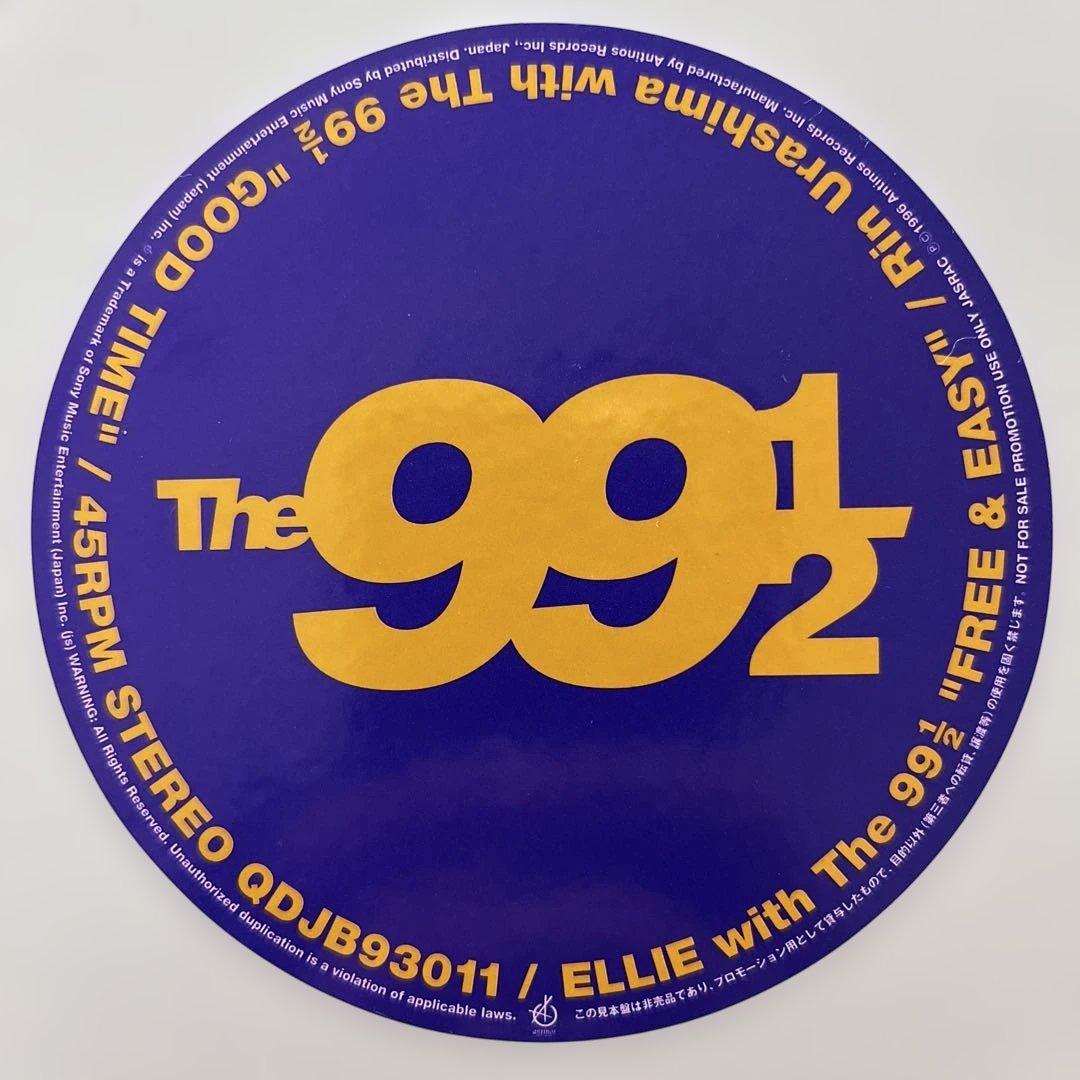 The 99 1/2
ELLIE with The 99 1/2 "FREE & EASY" / Rin Urashima with The 99 1/2 "GOOD TIME" / 45RPM STEREO QDJB93011 /
この見本盤は非売品であり、プロモーション用として貸与したもので、目的以外(第三者への転貸、譲渡等)の使用を固く禁じます。NOT FOR SALE PROMOTION USE ONLY JASRAC ℗©1996 Antinos Records Inc. Manufactured by Antinos Records Inc., Japan. Distributed by Sony Music Entertainment (Japan) Inc. is a Trademark of Sony Music Entertainment (Japan) Inc. (js) WARNING: All Rights Reserved. Unauthorized duplication is a violation of applicable laws.
antinos